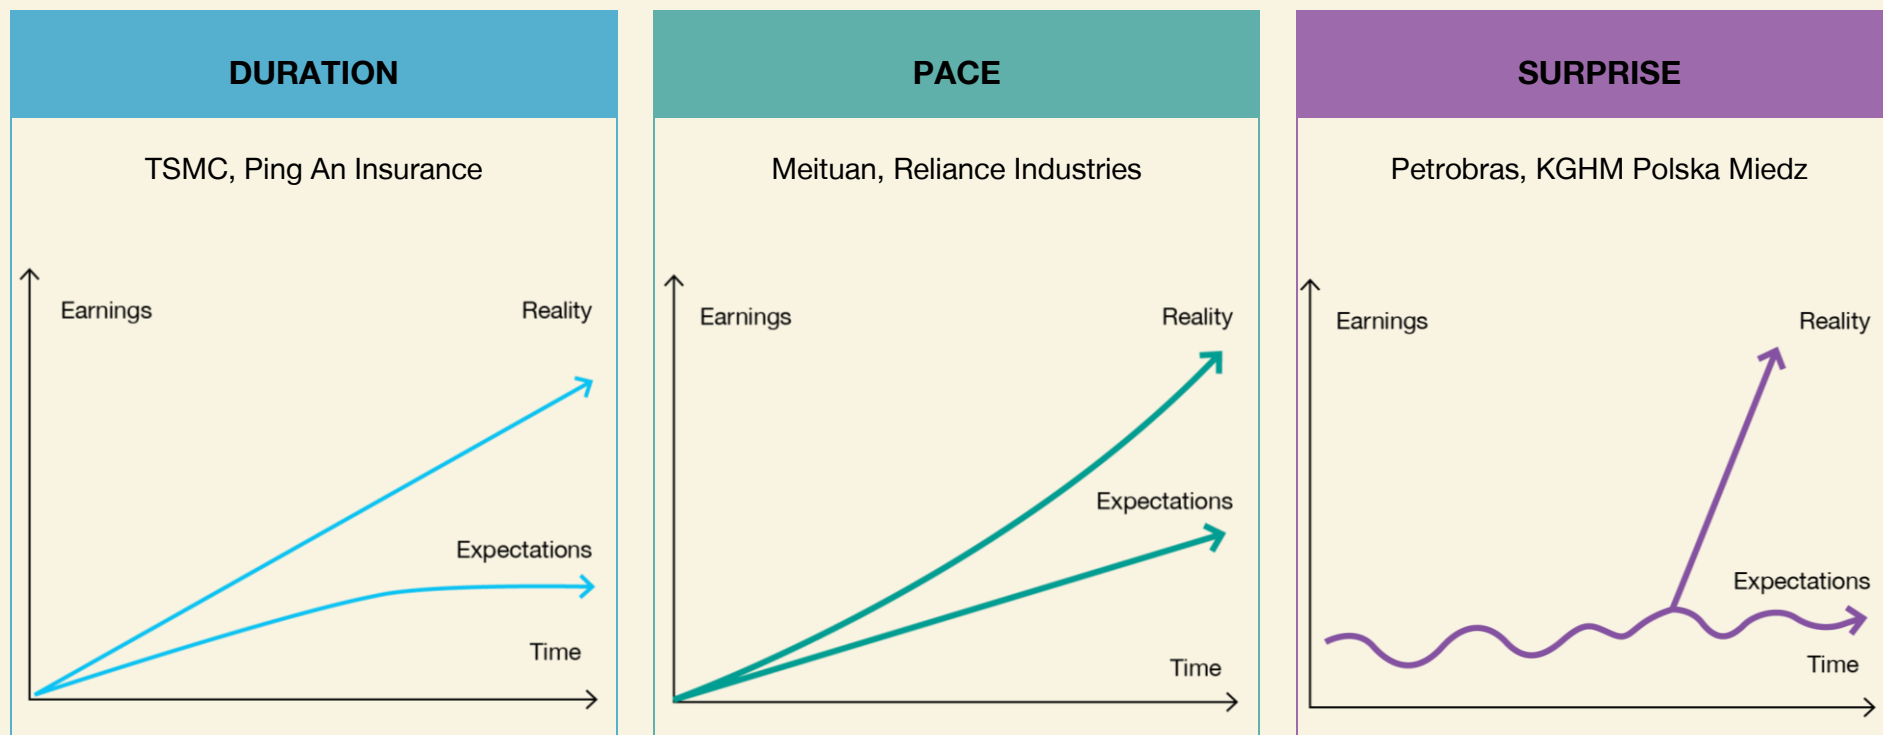 DURATION
TSMC, Ping An Insurance
Earnings
Reality
Expectations
Time
PACE
Meituan, Reliance Industries
Earnings
Reality
Expectations
Time
SURPRISE
Petrobras, KGHM Polska Miedz
Earnings
Reality
Expectations
Time